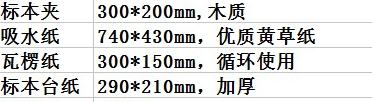 标本夹 300*200mm,木质
吸水纸 740*430mm，优质黄草纸
瓦楞纸 300*150mm，循环使用
标本台纸 290*210mm，加厚